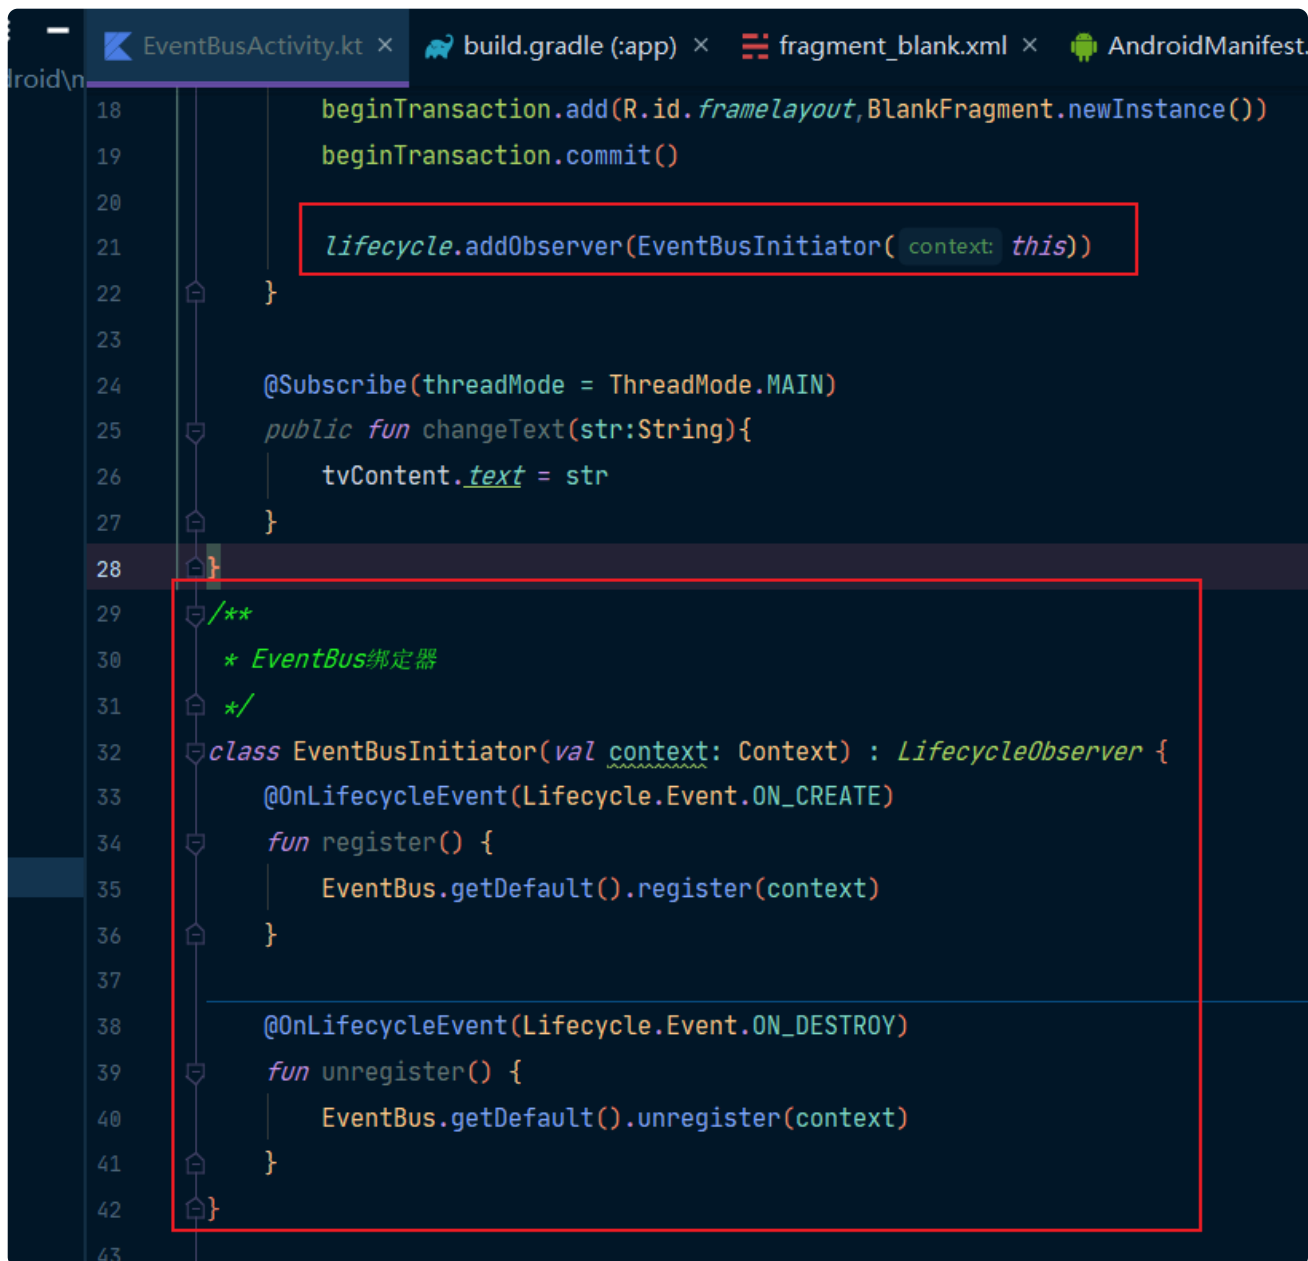 EventBusActivity.kt × build.gradle (:app) × fragment_blank.xml × AndroidManifest.
droid\m
18 beginTransaction.add(R.id.framelayout,BlankFragment.newInstance())
19 beginTransaction.commit()
20
21 lifecycle.addObserver(EventBusInitiator( context: this))
22 }
23
24 @Subscribe(threadMode = ThreadMode.MAIN)
25 public fun changeText(str:String){
26 tvContent.text = str
27 }
28 }
29 /**
30 * EventBus绑定器
31 */
32 class EventBusInitiator(val context: Context) : LifecycleObserver {
33 @OnLifecycleEvent(Lifecycle.Event.ON_CREATE)
34 fun register() {
35 EventBus.getDefault().register(context)
36 }
37
38 @OnLifecycleEvent(Lifecycle.Event.ON_DESTROY)
39 fun unregister() {
40 EventBus.getDefault().unregister(context)
41 }
42 }
43